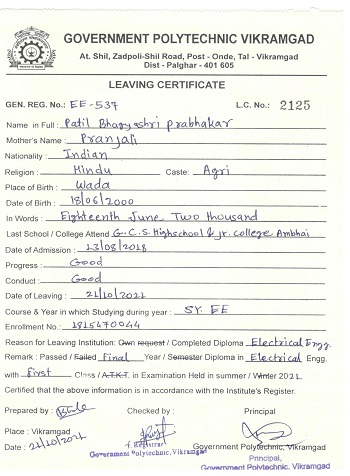 GOVERNMENT POLYTECHNIC VIKRAMGAD
At. Shil, Zadpoli-Shil Road, Post - Onde, Tal - Vikramgad
Dist - Palghar - 401 605
LEAVING CERTIFICATE
GEN. REG. No.: EE-537 L.C. No.: 2125
Name in Full : Patil Bhagyashri prabhakar
Mother's Name : Pranjali
Nationality : Indian
Religion : Hindu Caste: Agri
Place of Birth : Wada
Date of Birth : 18/06/2000
In Words : Eighteenth June Two thousand
Last School / College Attend G.C.S. Highschool & jr. college Ambhai
Date of Admission : 13/08/2018
Progress : Good
Conduct : Good
Date of Leaving : 21/10/2021
Course & Year in which Studying during year : SY. EE
Enrollment No.: 1815470044
Reason for Leaving Institution: Own request / Completed Diploma Electrical Engg.
Remark : Passed / Failed Final Year / Semester Diploma in Electrical Engg.
with First Class / A.T.K.T. in Examination Held in summer / Winter 2021.
Certified that the above information is in accordance with the Institute's Register.
Prepared by : Checked by : Principal
Place : Vikramgad
Date : 21/10/2021 Registrar Government Polytechnic, Vikramgad
Government Polytechnic, Vikramgad Principal,
Government Polytechnic, Vikramgad